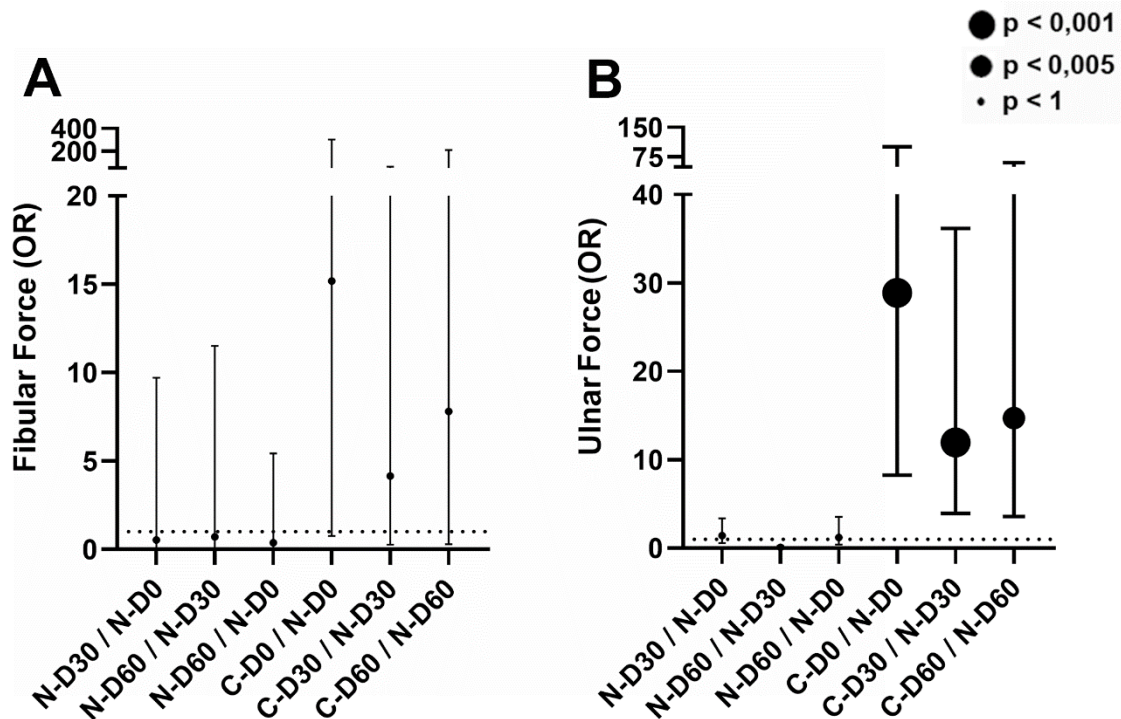 p < 0,001
p < 0,005
p < 1
A
400
200
20
15
10
5
0
Fibular Force (OR)
N-D30 / N-D0
N-D60 / N-D30
N-D60 / N-D0
C-D0 / N-D0
C-D30 / N-D30
C-D60 / N-D60
B
150
75
40
30
20
10
0
Ulnar Force (OR)
N-D30 / N-D0
N-D60 / N-D30
N-D60 / N-D0
C-D0 / N-D0
C-D30 / N-D30
C-D60 / N-D60